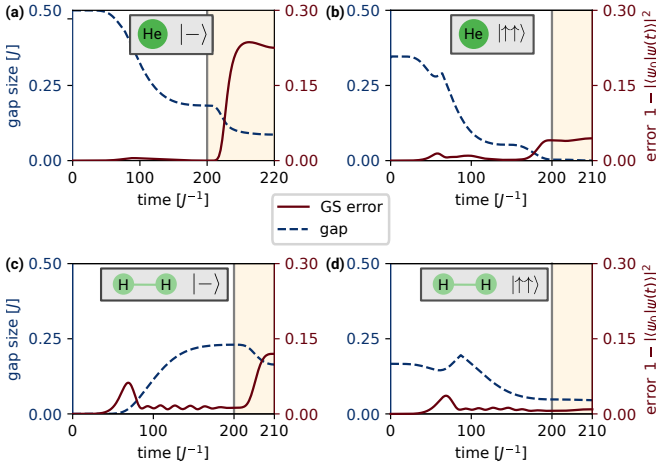 (a)
0.50
0.25
0.00
gap size [J]
He |−⟩
0
100
200
220
time [J⁻¹]
0.30
0.15
0.00
(b)
He |↑↑⟩
0.50
0.25
0.00
0
100
200
210
time [J⁻¹]
0.30
0.15
0.00
error 1 − |⟨ψ₀|ψ(t)⟩|²
GS error
gap
(c)
0.50
0.25
0.00
gap size [J]
H H |−⟩
0
100
200
210
time [J⁻¹]
0.30
0.15
0.00
(d)
H H |↑↑⟩
0.50
0.25
0.00
0
100
200
210
time [J⁻¹]
0.30
0.15
0.00
error 1 − |⟨ψ₀|ψ(t)⟩|²